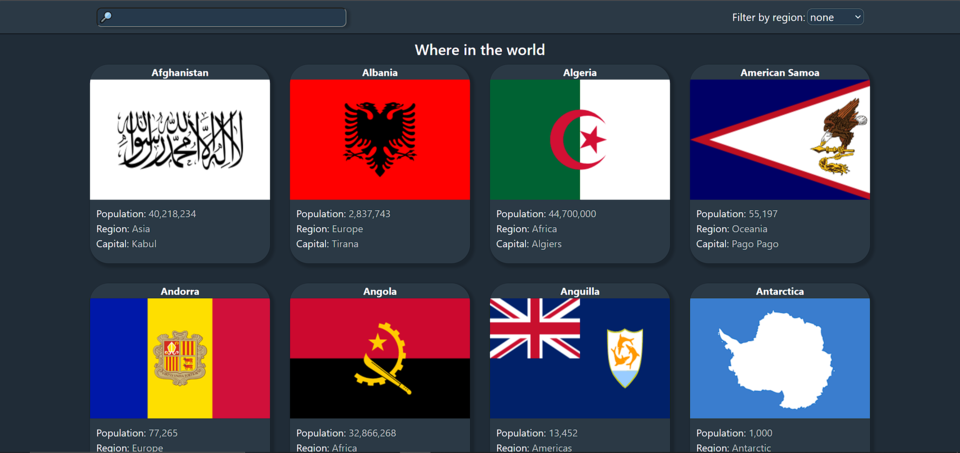 Filter by region: none
Where in the world
Afghanistan
Albania
Algeria
American Samoa
لا إله إلا الله محمد رسول الله
Population: 40,218,234
Region: Asia
Capital: Kabul
Population: 2,837,743
Region: Europe
Capital: Tirana
Population: 44,700,000
Region: Africa
Capital: Algiers
Population: 55,197
Region: Oceania
Capital: Pago Pago
Andorra
Angola
Anguilla
Antarctica
Population: 77,265
Region: Europe
Population: 32,866,268
Region: Africa
Population: 13,452
Region: Americas
Population: 1,000
Region: Antarctic